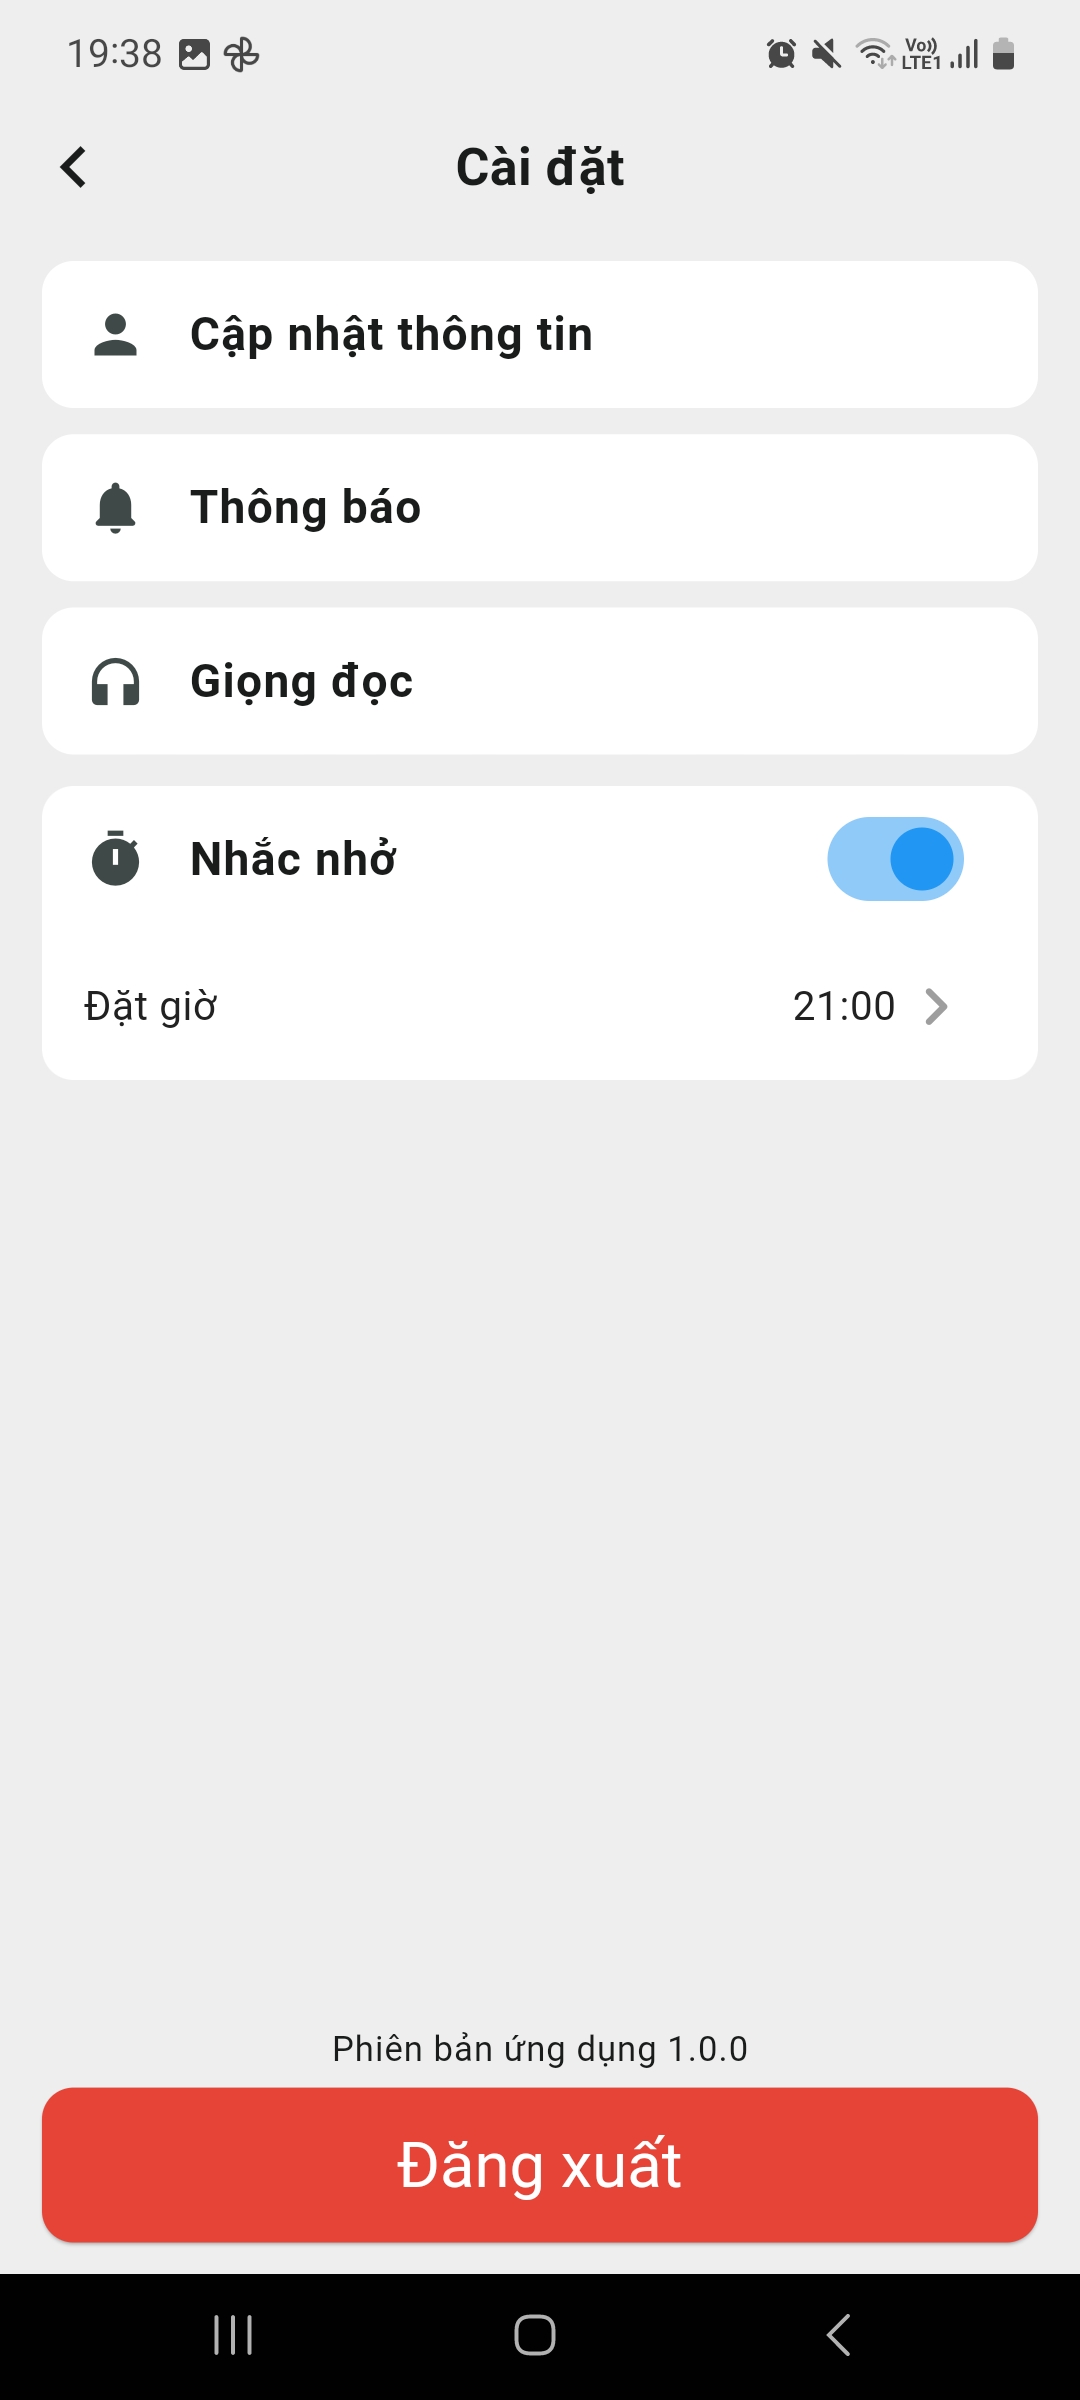 19:38
Vo)) LTE1
Cài đặt
Cập nhật thông tin
Thông báo
Giọng đọc
Nhắc nhở
Đặt giờ 21:00
Phiên bản ứng dụng 1.0.0
Đăng xuất